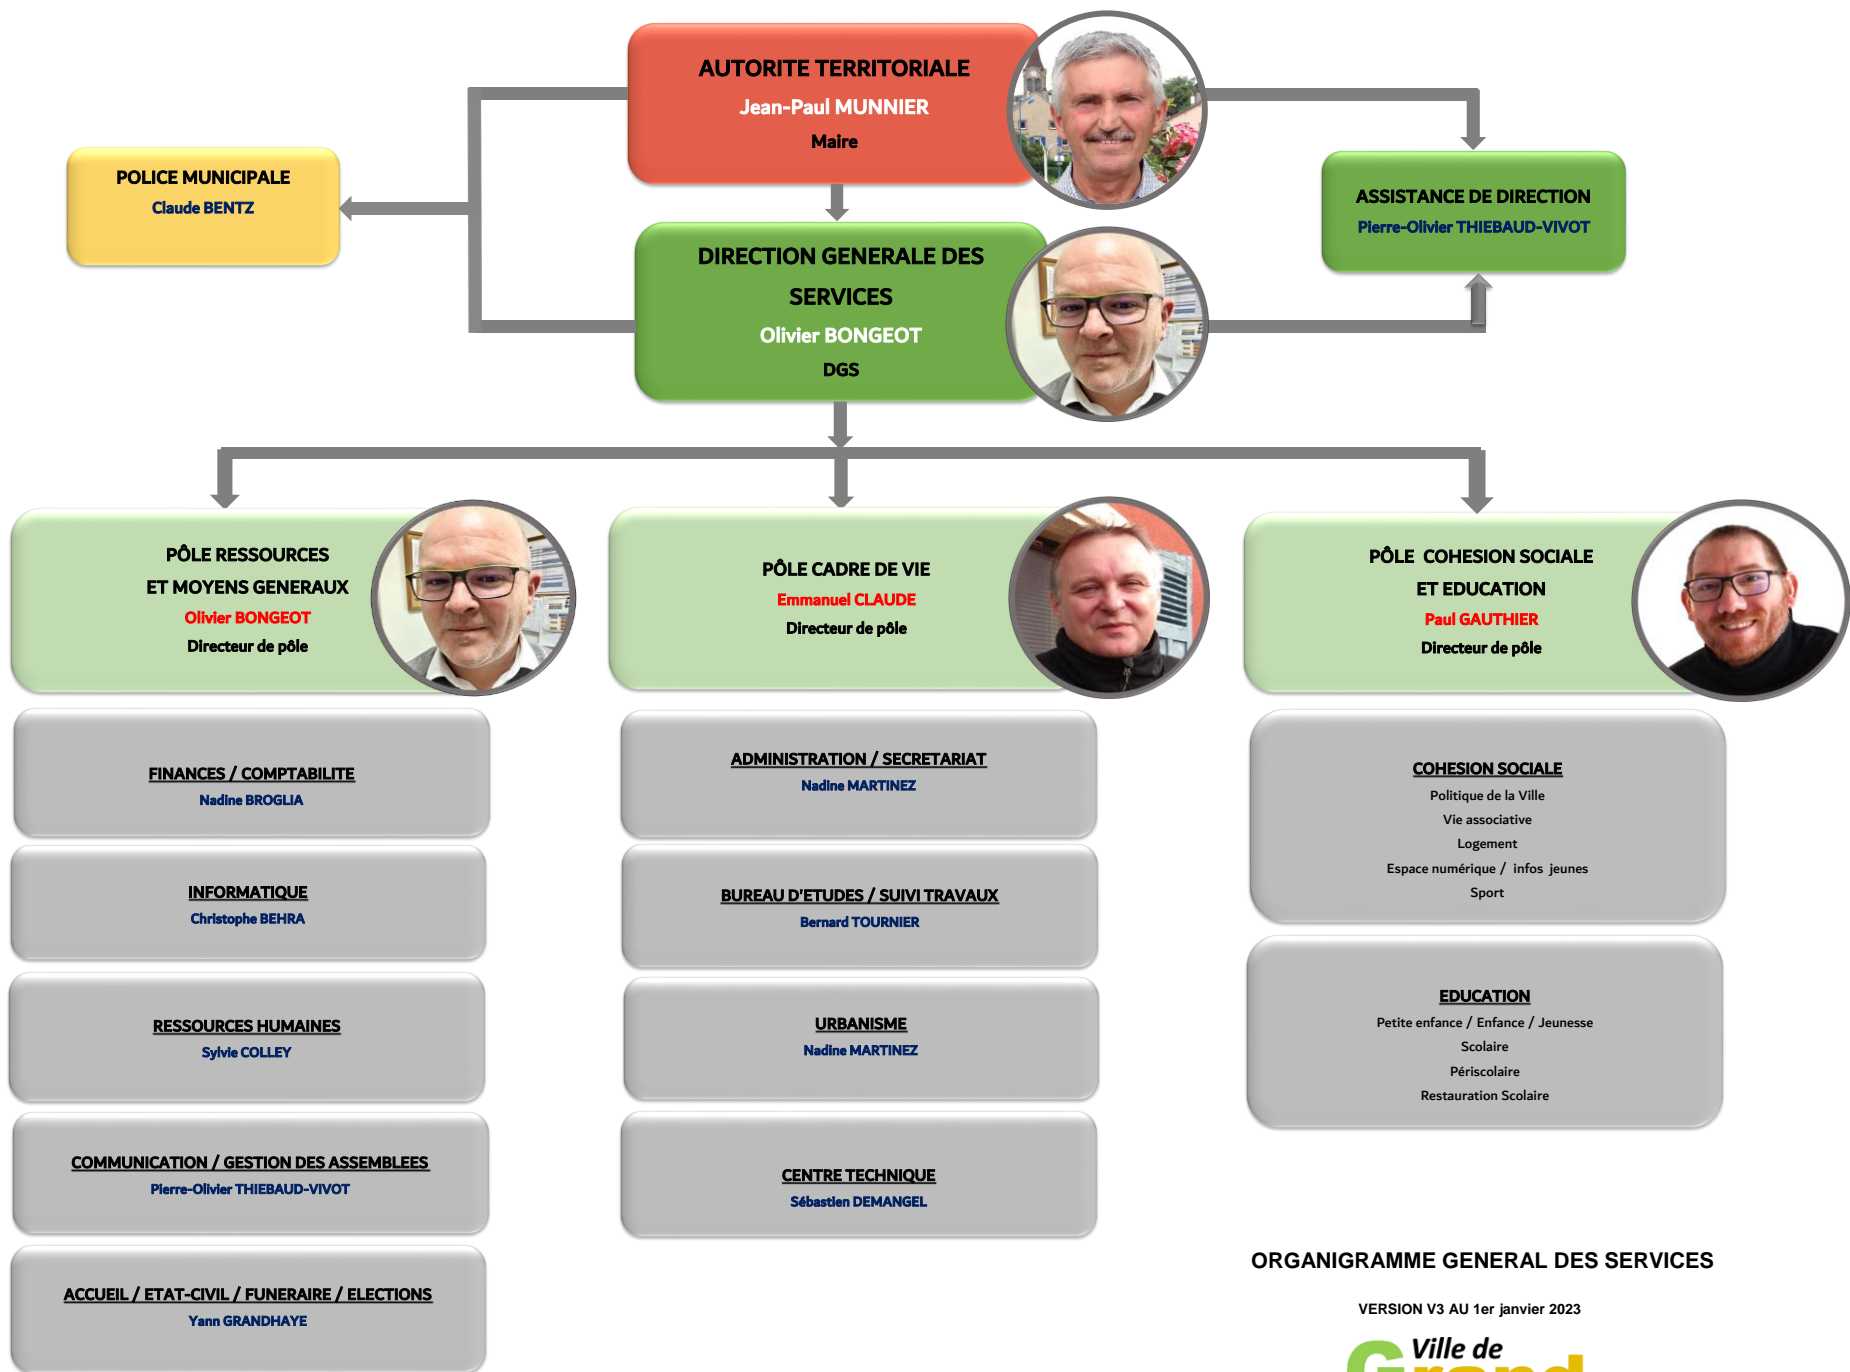 AUTORITE TERRITORIALE
Jean-Paul MUNNIER
Maire
POLICE MUNICIPALE
Claude BENTZ
ASSISTANCE DE DIRECTION
Pierre-Olivier THIEBAUD-VIVOT
DIRECTION GENERALE DES
SERVICES
Olivier BONGEOT
DGS
PÔLE RESSOURCES
ET MOYENS GENERAUX
Olivier BONGEOT
Directeur de pôle
PÔLE CADRE DE VIE
Emmanuel CLAUDE
Directeur de pôle
PÔLE COHESION SOCIALE
ET EDUCATION
Paul GAUTHIER
Directeur de pôle
FINANCES / COMPTABILITE
Nadine BROGLIA
INFORMATIQUE
Christophe BEHRA
RESSOURCES HUMAINES
Sylvie COLLEY
COMMUNICATION / GESTION DES ASSEMBLEES
Pierre-Olivier THIEBAUD-VIVOT
ACCUEIL / ETAT-CIVIL / FUNERAIRE / ELECTIONS
Yann GRANDHAYE
ADMINISTRATION / SECRETARIAT
Nadine MARTINEZ
BUREAU D'ETUDES / SUIVI TRAVAUX
Bernard TOURNIER
URBANISME
Nadine MARTINEZ
CENTRE TECHNIQUE
Sébastien DEMANGEL
COHESION SOCIALE
Politique de la Ville
Vie associative
Logement
Espace numérique / infos jeunes
Sport
EDUCATION
Petite enfance / Enfance / Jeunesse
Scolaire
Périscolaire
Restauration Scolaire
ORGANIGRAMME GENERAL DES SERVICES
VERSION V3 AU 1er janvier 2023
Ville de
Grand